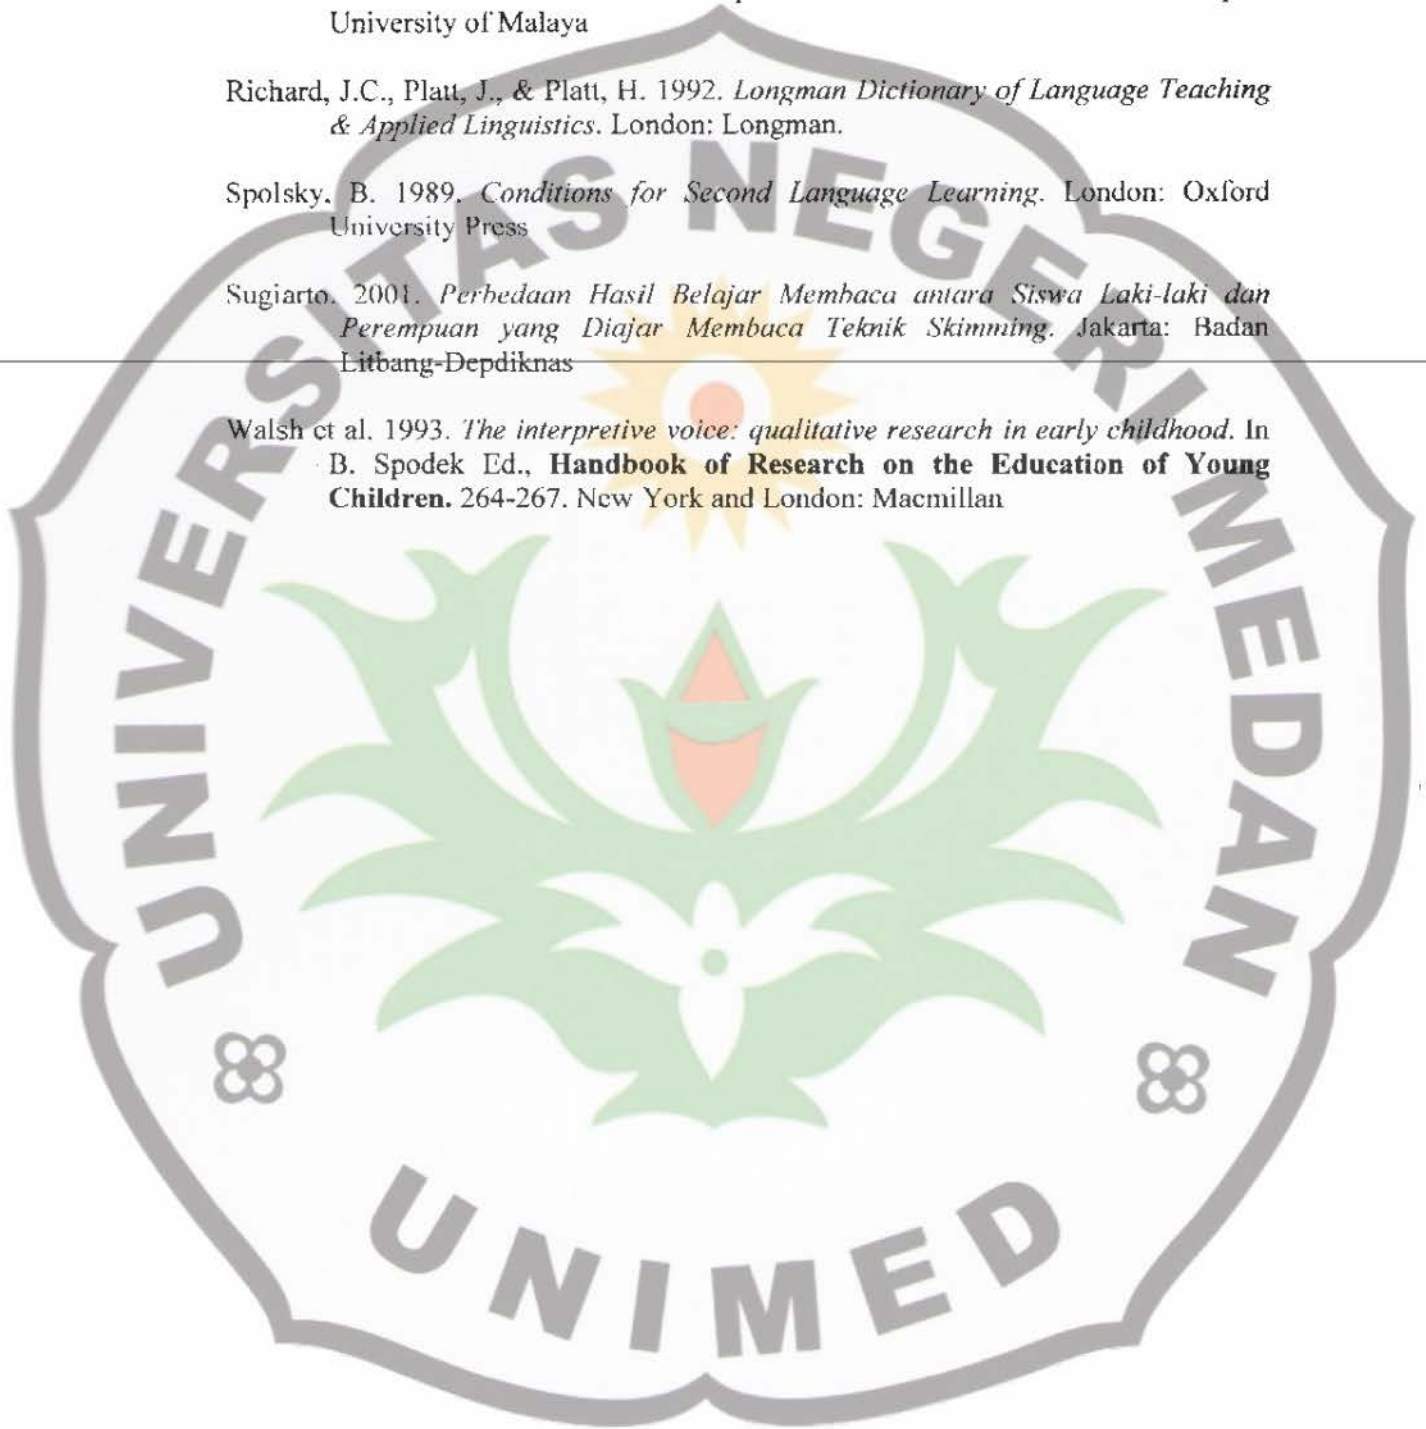 University of Malaya
Richard, J.C., Platt, J., & Platt, H. 1992. Longman Dictionary of Language Teaching
& Applied Linguistics. London: Longman.
Spolsky. B. 1989. Conditions for Second Language Learning. London: Oxford
University Press
Sugiarto. 2001. Perbedaan Hasil Belajar Membaca antara Siswa Laki-laki dan
Perempuan yang Diajar Membaca Teknik Skimming. Jakarta: Badan
Litbang-Depdiknas
Walsh et al. 1993. The interpretive voice: qualitative research in early childhood. In
B. Spodek Ed., Handbook of Research on the Education of Young
Children. 264-267. New York and London: Macmillan
UNIVERSITAS NEGERI MEDAN
UNIMED